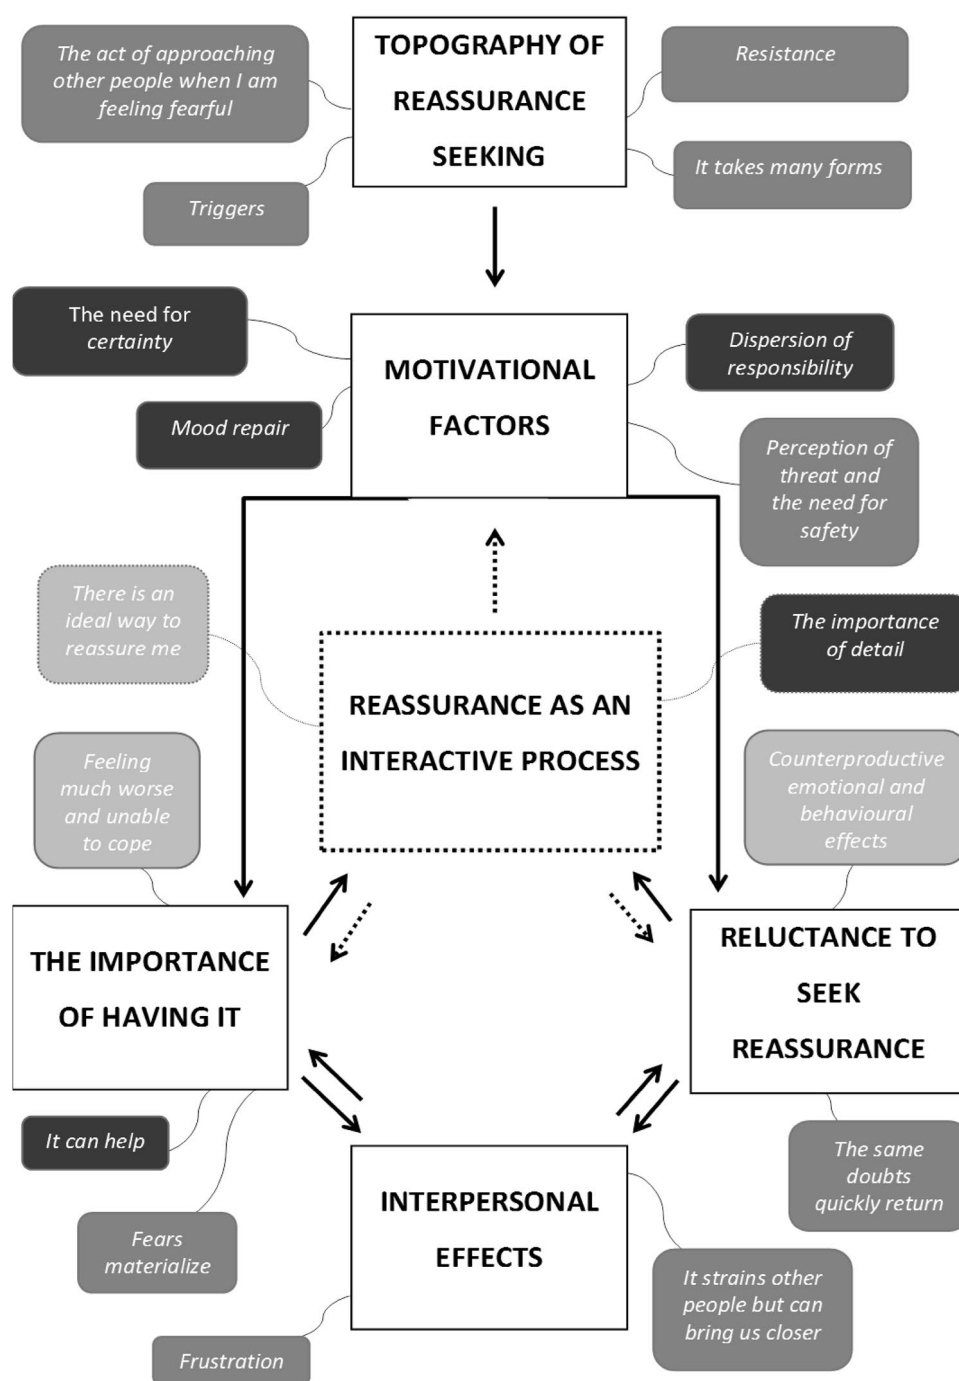 The act of approaching
other people when I am
feeling fearful
TOPOGRAPHY OF
REASSURANCE
SEEKING
Resistance
Triggers
It takes many forms
The need for
certainty
Mood repair
MOTIVATIONAL
FACTORS
Dispersion of
responsibility
Perception of
threat and
the need for
safety
There is an
ideal way to
reassure me
REASSURANCE AS AN
INTERACTIVE PROCESS
The importance
of detail
Feeling
much worse
and unable
to cope
Counterproductive
emotional and
behavioural
effects
THE IMPORTANCE
OF HAVING IT
RELUCTANCE TO
SEEK
REASSURANCE
It can help
Fears
materialize
INTERPERSONAL
EFFECTS
The same
doubts
quickly return
Frustration
It strains other
people but can
bring us closer